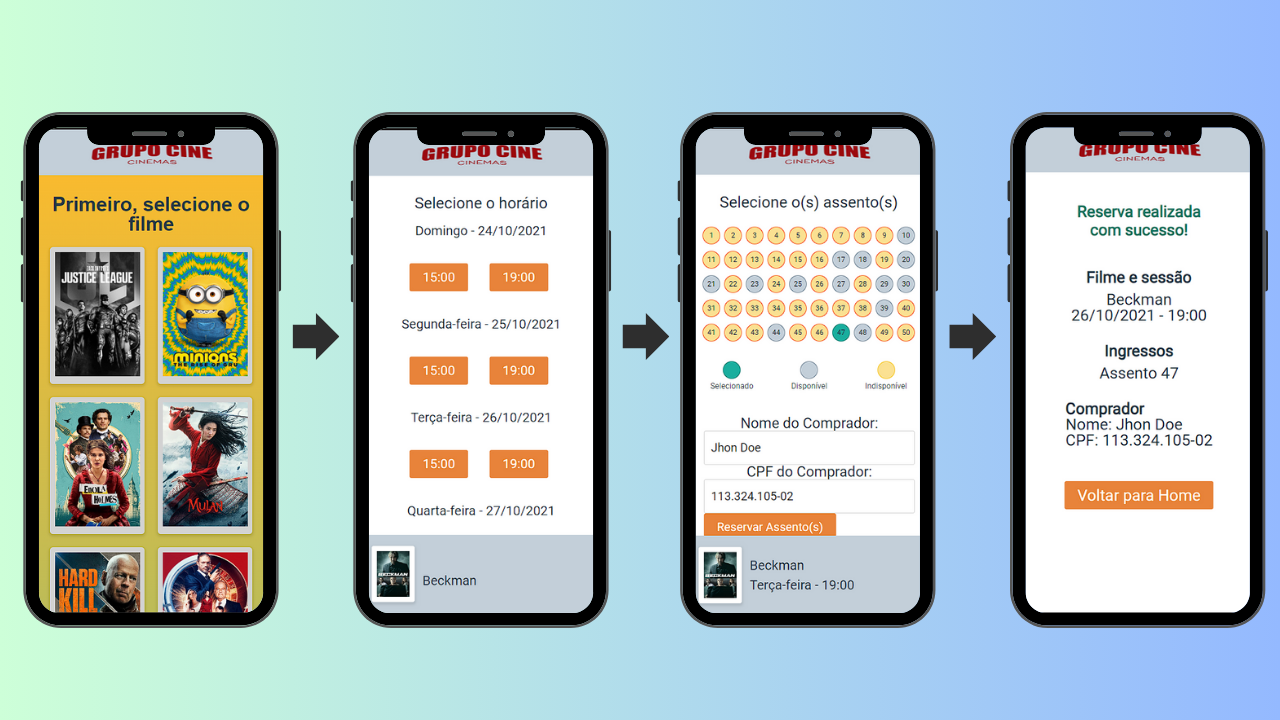 GRUPO CINE
CINEMAS
Primeiro, selecione o
filme
JUSTICE LEAGUE
MINIONS
THE RISE OF GRU
ENOLA
HOLMES
MULAN
HARD
KILL
GRUPO CINE
CINEMAS
Selecione o horário
Domingo - 24/10/2021
15:00 19:00
Segunda-feira - 25/10/2021
15:00 19:00
Terça-feira - 26/10/2021
15:00 19:00
Quarta-feira - 27/10/2021
BECKMAN
Beckman
GRUPO CINE
CINEMAS
Selecione o(s) assento(s)
1 2 3 4 5 6 7 8 9 10
11 12 13 14 15 16 17 18 19 20
21 22 23 24 25 26 27 28 29 30
31 32 33 34 35 36 37 38 39 40
41 42 43 44 45 46 47 48 49 50
Selecionado Disponível Indisponível
Nome do Comprador:
Jhon Doe
CPF do Comprador:
113.324.105-02
Reservar Assento(s)
BECKMAN
Beckman
Terça-feira - 19:00
GRUPO CINE
CINEMAS
Reserva realizada
com sucesso!
Filme e sessão
Beckman
26/10/2021 - 19:00
Ingressos
Assento 47
Comprador
Nome: Jhon Doe
CPF: 113.324.105-02
Voltar para Home